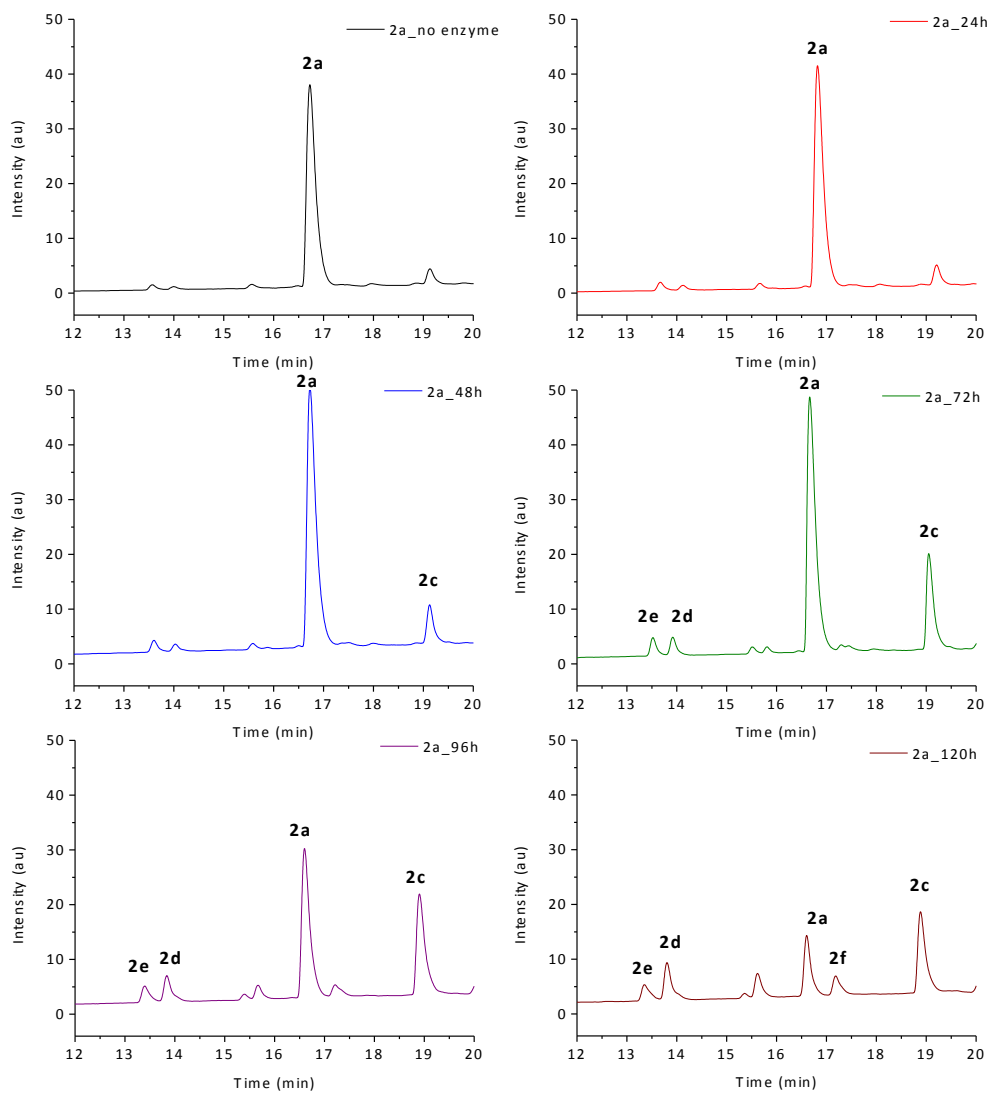 2a_no enzyme
2a
50
40
30
20
10
0
Intensity (au)
12 13 14 15 16 17 18 19 20
Time (min)
2a_24h
2a
50
40
30
20
10
0
Intensity (au)
12 13 14 15 16 17 18 19 20
Time (min)
2a_48h
2a
2c
50
40
30
20
10
0
Intensity (au)
12 13 14 15 16 17 18 19 20
Time (min)
2a_72h
2a
2c
2e 2d
50
40
30
20
10
0
Intensity (au)
12 13 14 15 16 17 18 19 20
Time (min)
2a_96h
2a
2c
2e 2d
50
40
30
20
10
0
Intensity (au)
12 13 14 15 16 17 18 19 20
Time (min)
2a_120h
2c
2a
2d
2e
2f
50
40
30
20
10
0
Intensity (au)
12 13 14 15 16 17 18 19 20
Time (min)